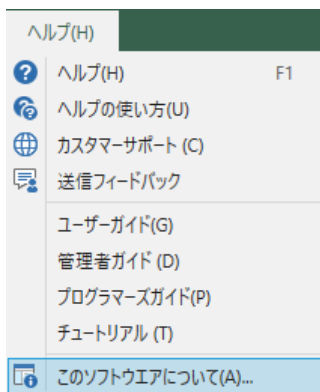 ヘルプ(H)
ヘルプ(H) F1
ヘルプの使い方(U)
カスタマーサポート (C)
送信フィードバック
ユーザーガイド(G)
管理者ガイド (D)
プログラマーズガイド(P)
チュートリアル (T)
このソフトウエアについて(A)...